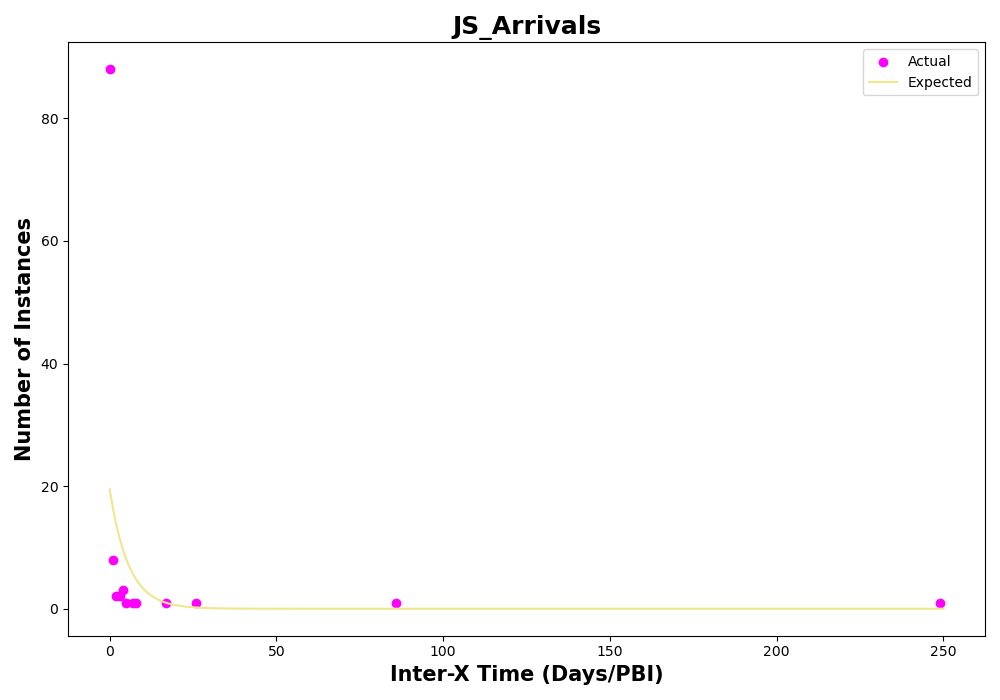 JS_Arrivals
Actual
Expected
Number of Instances
80
60
40
20
0
0
50
100
150
200
250
Inter-X Time (Days/PBI)